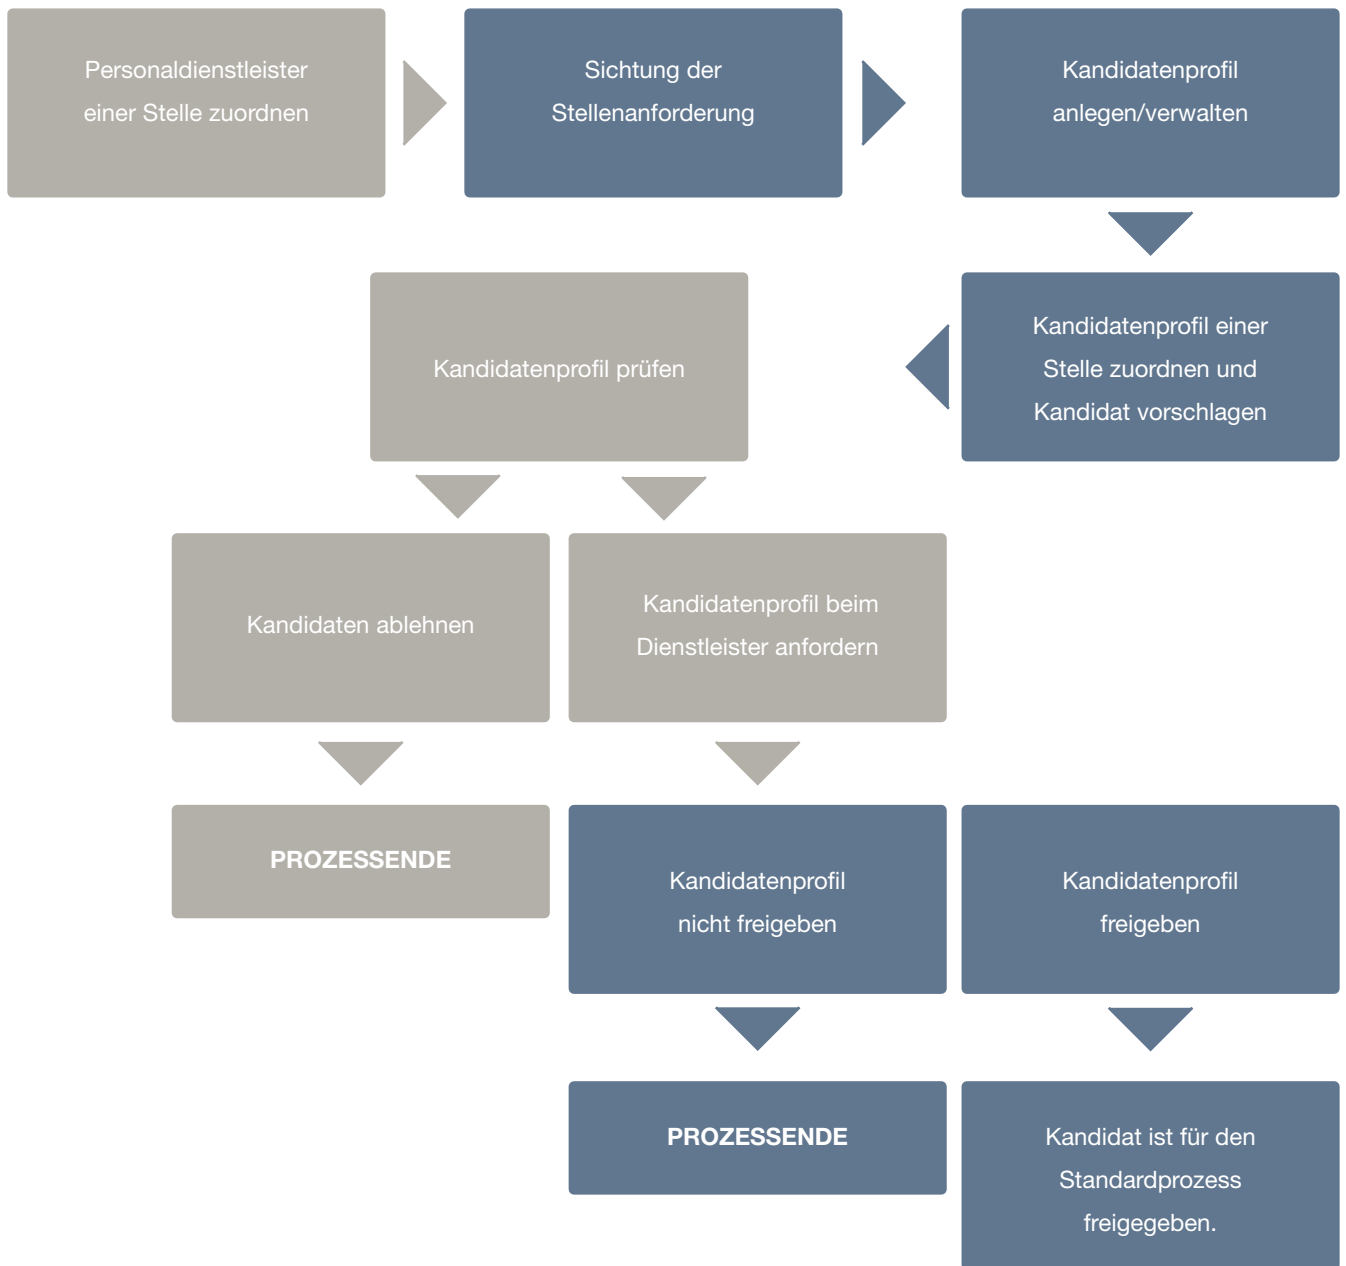 Personaldienstleister
einer Stelle zuordnen
Sichtung der
Stellenanforderung
Kandidatenprofil
anlegen/verwalten
Kandidatenprofil einer
Stelle zuordnen und
Kandidat vorschlagen
Kandidatenprofil prüfen
Kandidaten ablehnen
Kandidatenprofil beim
Dienstleister anfordern
PROZESSENDE
Kandidatenprofil
nicht freigeben
Kandidatenprofil
freigeben
PROZESSENDE
Kandidat ist für den
Standardprozess
freigegeben.